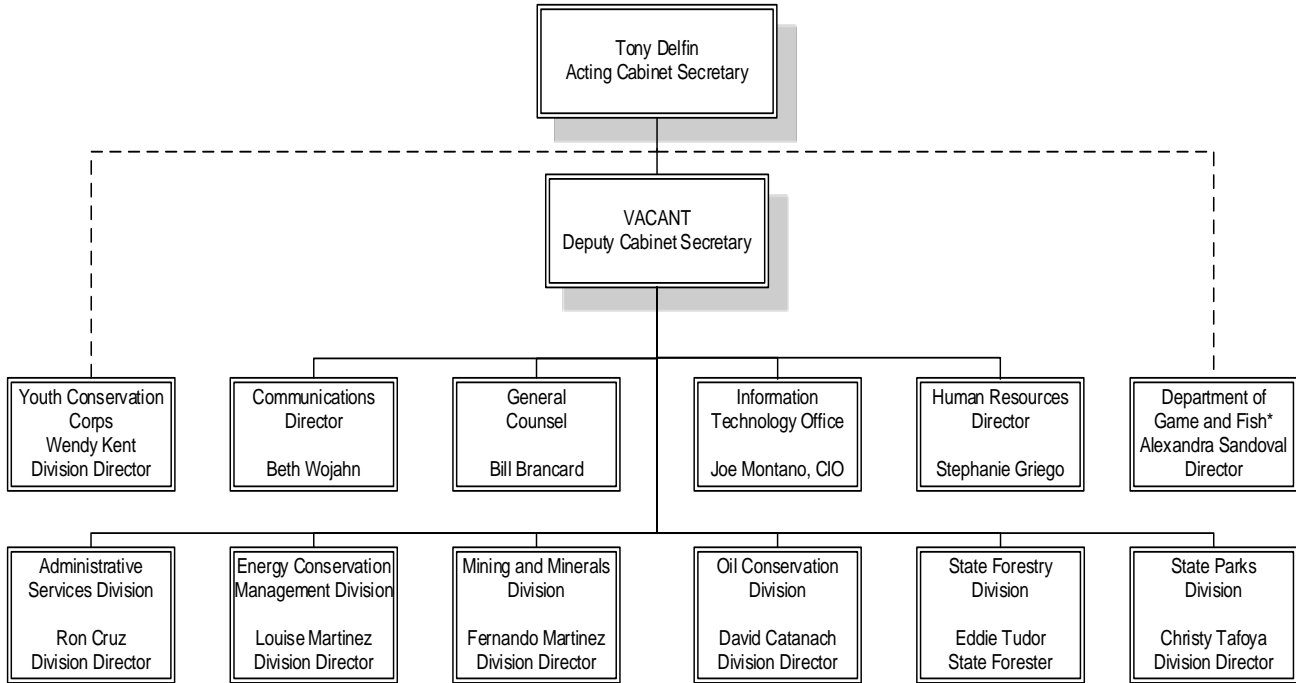 Tony Delfin
Acting Cabinet Secretary
VACANT
Deputy Cabinet Secretary
Youth Conservation
Corps
Wendy Kent
Division Director
Communications
Director
Beth Wojahn
General
Counsel
Bill Brancard
Information
Technology Office
Joe Montano, CIO
Human Resources
Director
Stephanie Griego
Department of
Game and Fish*
Alexandra Sandoval
Director
Administrative
Services Division
Ron Cruz
Division Director
Energy Conservation
Management Division
Louise Martinez
Division Director
Mining and Minerals
Division
Fernando Martinez
Division Director
Oil Conservation
Division
David Catanach
Division Director
State Forestry
Division
Eddie Tudor
State Forester
State Parks
Division
Christy Tafoya
Division Director